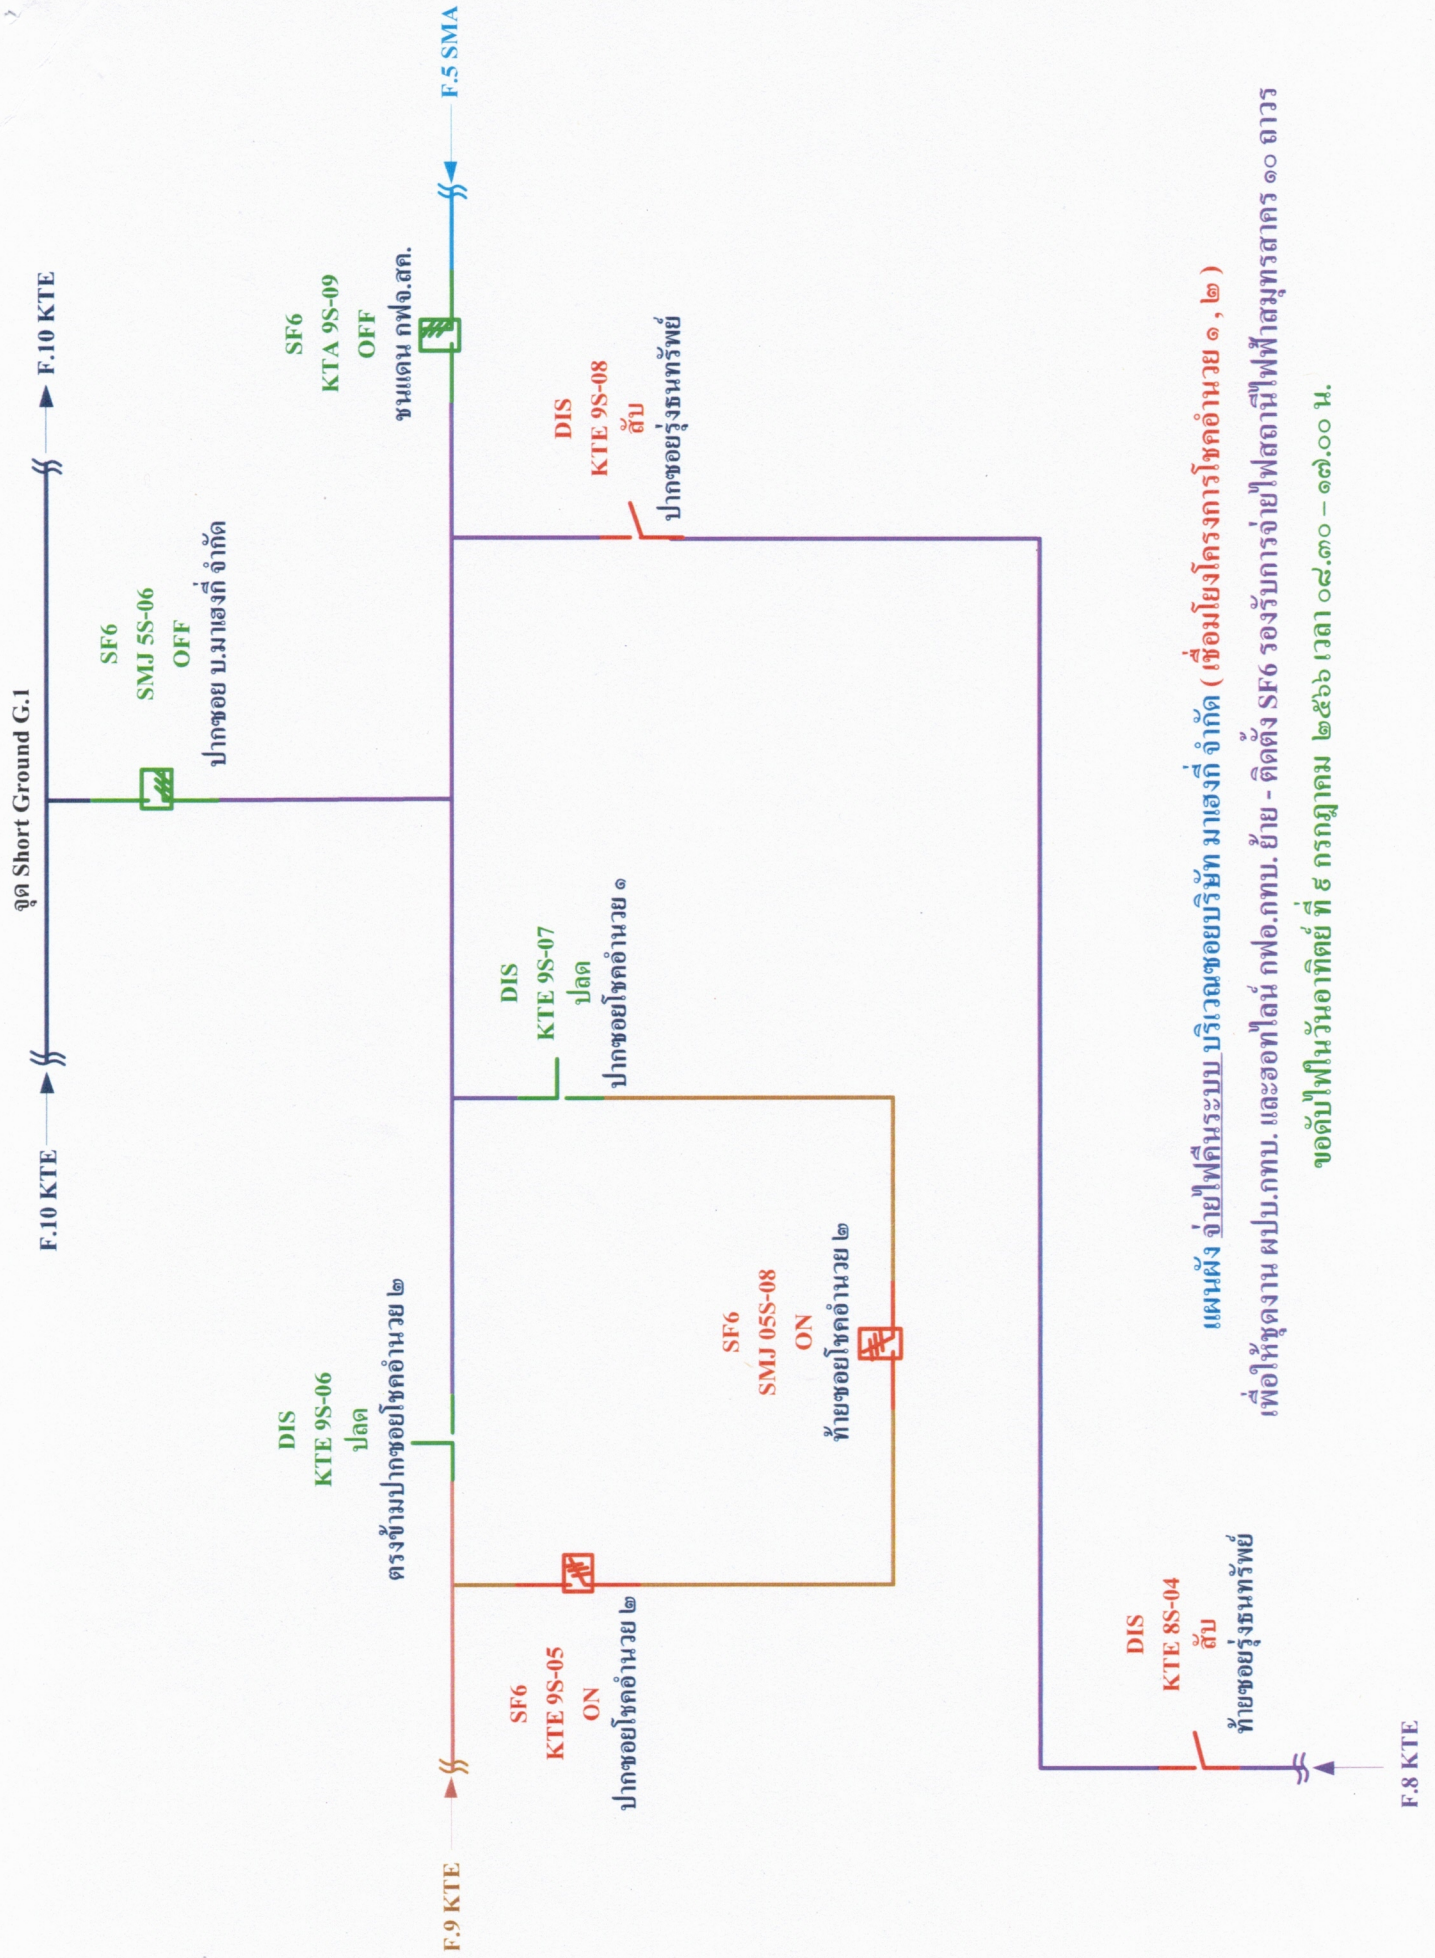 จุด Short Ground G.1
F.10 KTE
F.10 KTE
SF6
SMJ 5S-06
OFF
ปากซอย บ.มาเฮงกี่ จำกัด
DIS
KTE 9S-06
ปลด
ตรงข้ามปากซอยโชคอำนวย ๒
SF6
KTA 9S-09
OFF
ชนแดน กฟจ.สค.
F.9 KTE
F.5 SMA
SF6
KTE 9S-05
ON
ปากซอยโชคอำนวย ๒
DIS
KTE 9S-07
ปลด
ปากซอยโชคอำนวย ๑
DIS
KTE 9S-08
สับ
ปากซอยรุ่งธนทรัพย์
SF6
SMJ 05S-08
ON
ท้ายซอยโชคอำนวย ๒
DIS
KTE 8S-04
สับ
ท้ายซอยรุ่งธนทรัพย์
F.8 KTE
แผนผัง จ่ายไฟคืนระบบ บริเวณซอยบริษัท มาเฮงกี่ จำกัด ( เชื่อมโยงโครงการโชคอำนวย ๑ , ๒ )
เพื่อให้ชุดงาน ผปบ.กทบ. และฮอทไลน์ กฟอ.กทบ. ย้าย - ติดตั้ง SF6 รองรับการจ่ายไฟสถานีไฟฟ้าสมุทรสาคร ๑๐ ถาวร
ขอดับไฟในวันอาทิตย์ ที่ ๙ กรกฎาคม ๒๕๖๖ เวลา ๐๘.๓๐ – ๑๗.๐๐ น.